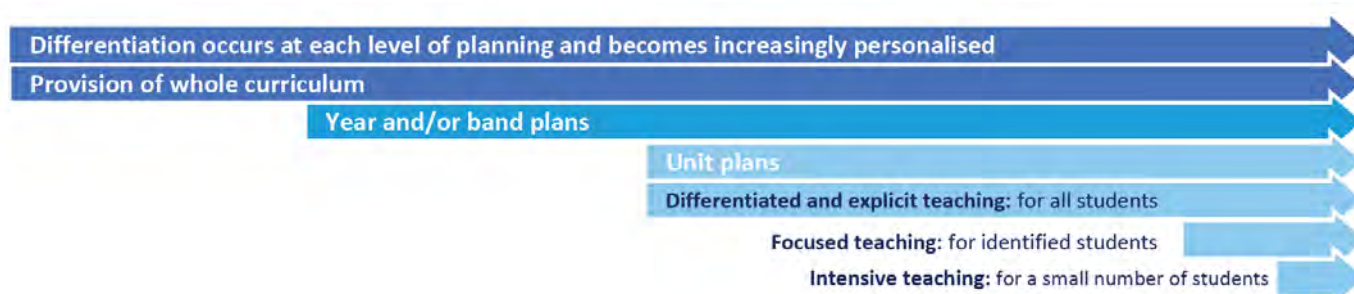 Differentiation occurs at each level of planning and becomes increasingly personalised
Provision of whole curriculum
Year and/or band plans
Unit plans
Differentiated and explicit teaching: for all students
Focused teaching: for identified students
Intensive teaching: for a small number of students